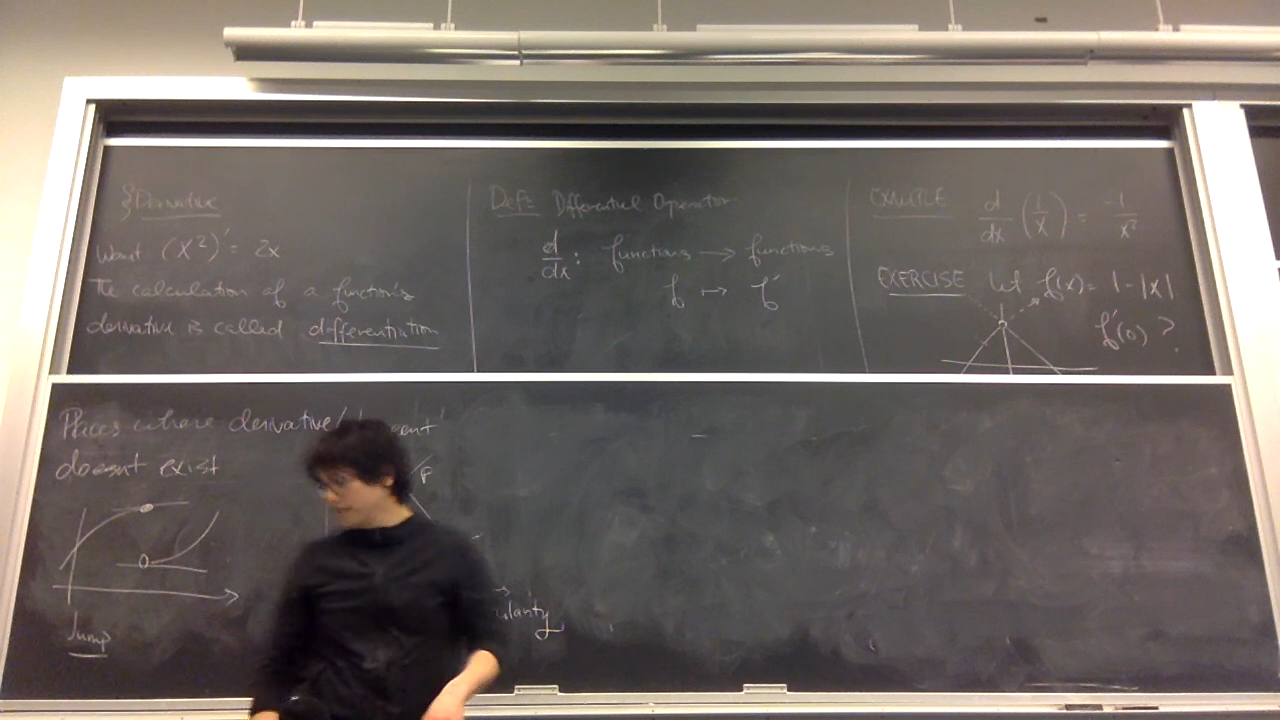 § Derivative
Want (x²)' = 2x
The calculation of a function's
derivative is called differentiation
Def: Differential Operator
d/dx : functions → functions
f ↦ f'
EXAMPLE d/dx (1/x) = -1/x²
EXERCISE Let f(x) = 1 - |x|
f'(0) ?
Places where derivative/
doesnt exist
Jump